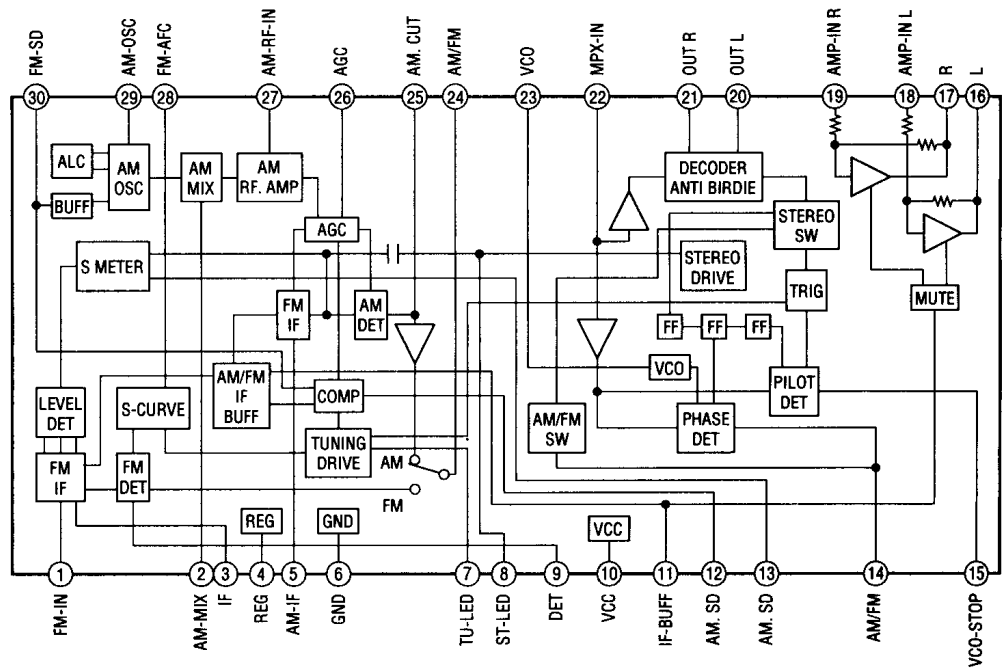 FM-SD
AM-OSC
FM-AFC
AM-RF-IN
AGC
AM. CUT
AM/FM
VCO
MPX-IN
OUT R
OUT L
AMP-IN R
AMP-IN L
R
L
30
29
28
27
26
25
24
23
22
21
20
19
18
17
16
ALC
AM
OSC
BUFF
AM
MIX
AM
RF. AMP
AGC
DECODER
ANTI BIRDIE
STEREO
SW
S METER
STEREO
DRIVE
FM
IF
AM
DET
TRIG
MUTE
FF
FF
FF
VCO
LEVEL
DET
S-CURVE
AM/FM
IF
BUFF
COMP
PILOT
DET
AM/FM
SW
PHASE
DET
TUNING
DRIVE
FM
IF
FM
DET
AM
FM
REG
GND
VCC
1
2
3
4
5
6
7
8
9
10
11
12
13
14
15
FM-IN
AM-MIX
IF
REG
AM-IF
GND
TU-LED
ST-LED
DET
VCC
IF-BUFF
AM. SD
AM. SD
AM/FM
VCO-STOP